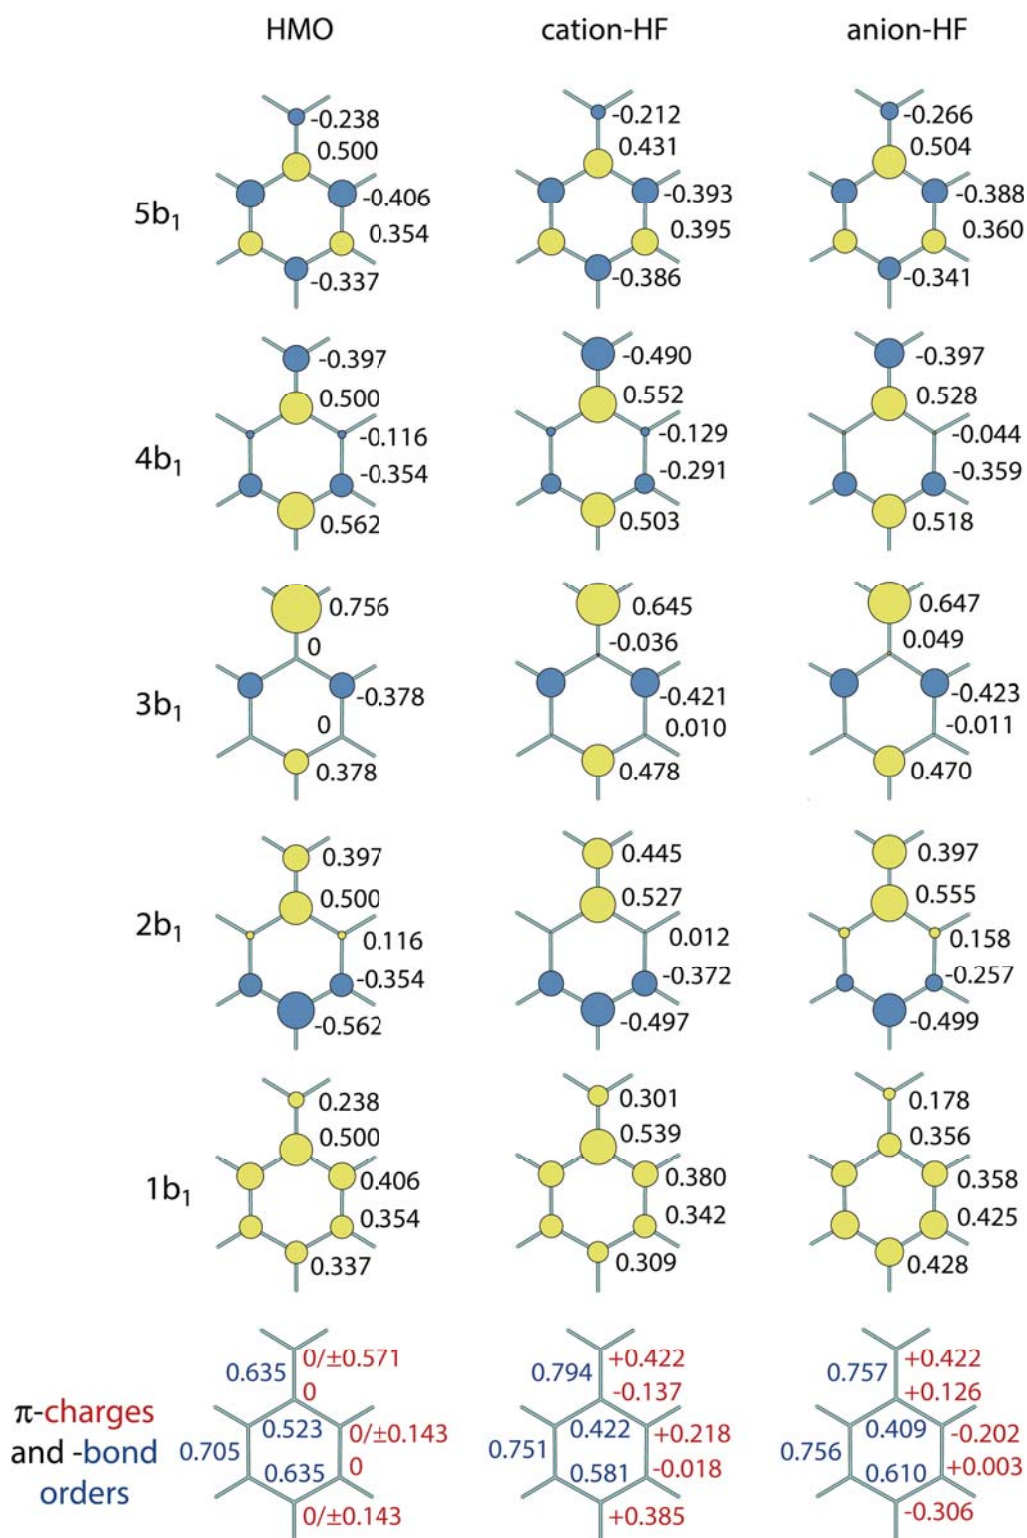 HMO cation-HF anion-HF
-0.238 -0.212 -0.266
0.500 0.431 0.504
5b1 -0.406 -0.393 -0.388
0.354 0.395 0.360
-0.337 -0.386 -0.341
-0.397 -0.490 -0.397
0.500 0.552 0.528
4b1 -0.116 -0.129 -0.044
-0.354 -0.291 -0.359
0.562 0.503 0.518
0.756 0.645 0.647
0 -0.036 0.049
3b1 -0.378 -0.421 -0.423
0 0.010 -0.011
0.378 0.478 0.470
0.397 0.445 0.397
0.500 0.527 0.555
2b1 0.116 0.012 0.158
-0.354 -0.372 -0.257
-0.562 -0.497 -0.499
0.238 0.301 0.178
0.500 0.539 0.356
1b1 0.406 0.380 0.358
0.354 0.342 0.425
0.337 0.309 0.428
0.635 0/±0.571 0.794 +0.422 0.757 +0.422
0 -0.137 +0.126
π-charges 0.523 0/±0.143 0.422 +0.218 0.409 -0.202
and -bond 0.705 0 0.751 -0.018 0.756 +0.003
orders 0.635 0.581 0.610
0/±0.143 +0.385 -0.306